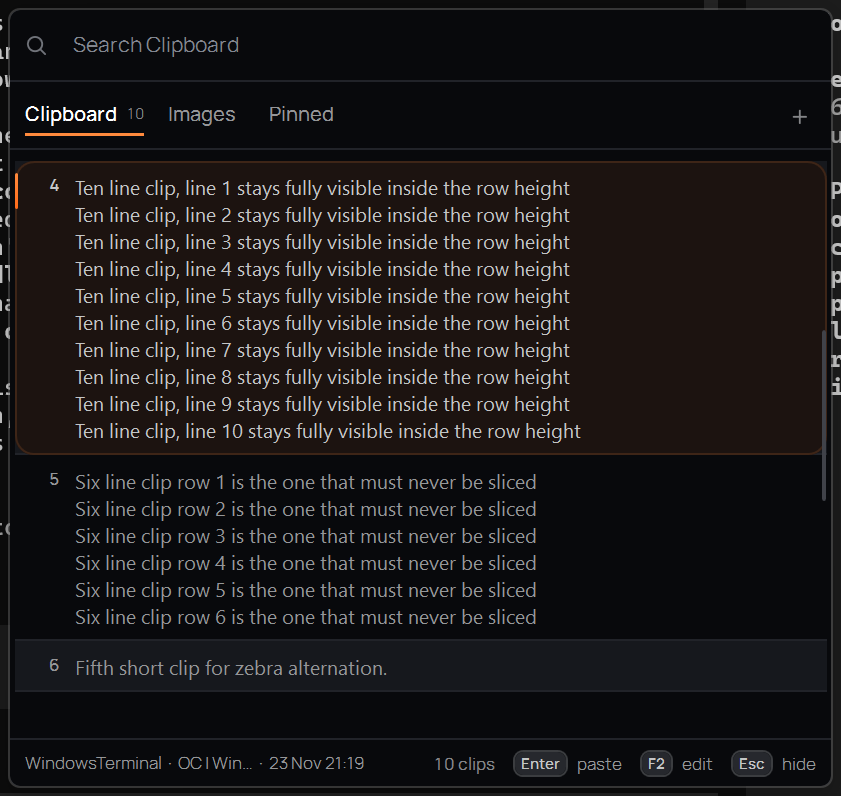 Search Clipboard
Clipboard 10 Images Pinned +
4 Ten line clip, line 1 stays fully visible inside the row height
Ten line clip, line 2 stays fully visible inside the row height
Ten line clip, line 3 stays fully visible inside the row height
Ten line clip, line 4 stays fully visible inside the row height
Ten line clip, line 5 stays fully visible inside the row height
Ten line clip, line 6 stays fully visible inside the row height
Ten line clip, line 7 stays fully visible inside the row height
Ten line clip, line 8 stays fully visible inside the row height
Ten line clip, line 9 stays fully visible inside the row height
Ten line clip, line 10 stays fully visible inside the row height
5 Six line clip row 1 is the one that must never be sliced
Six line clip row 2 is the one that must never be sliced
Six line clip row 3 is the one that must never be sliced
Six line clip row 4 is the one that must never be sliced
Six line clip row 5 is the one that must never be sliced
Six line clip row 6 is the one that must never be sliced
6 Fifth short clip for zebra alternation.
WindowsTerminal · OC | Win... · 23 Nov 21:19 10 clips Enter paste F2 edit Esc hide